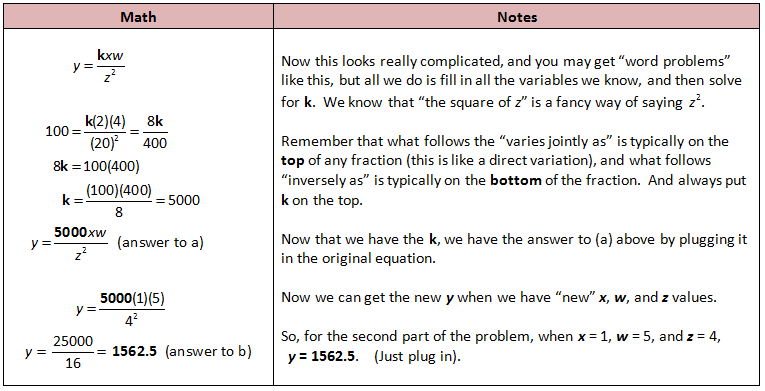 Math
Notes
y = kxw / z²
100 = k(2)(4) / (20)² = 8k / 400
8k = 100(400)
k = (100)(400) / 8 = 5000
y = 5000xw / z² (answer to a)
y = 5000(1)(5) / 4²
y = 25000 / 16 = 1562.5 (answer to b)
Now this looks really complicated, and you may get “word problems”
like this, but all we do is fill in all the variables we know, and then solve
for k.  We know that “the square of z” is a fancy way of saying z².
Remember that what follows the “varies jointly as” is typically on the
top of any fraction (this is like a direct variation), and what follows
“inversely as” is typically on the bottom of the fraction.  And always put
k on the top.
Now that we have the k, we have the answer to (a) above by plugging it
in the original equation.
Now we can get the new y when we have “new” x, w, and z values.
So, for the second part of the problem, when x = 1, w = 5, and z = 4,
y = 1562.5.   (Just plug in).